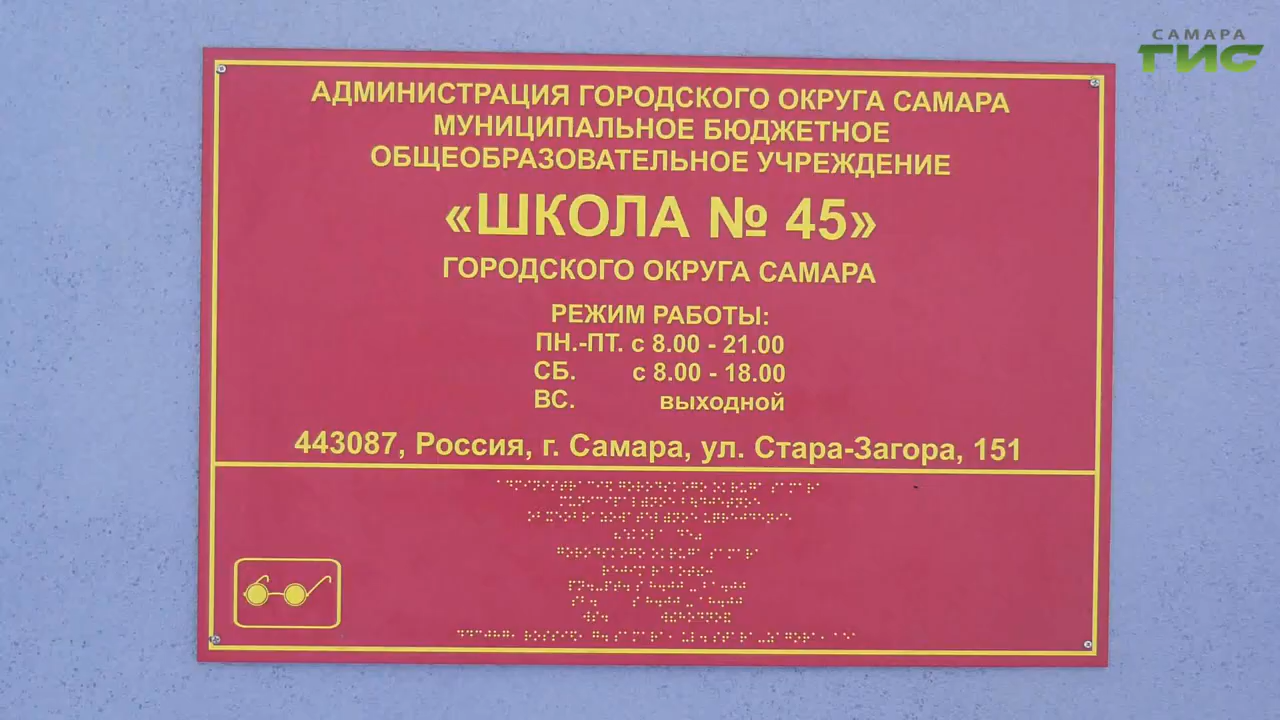 САМАРА
ГИС
АДМИНИСТРАЦИЯ ГОРОДСКОГО ОКРУГА САМАРА
МУНИЦИПАЛЬНОЕ БЮДЖЕТНОЕ
ОБЩЕОБРАЗОВАТЕЛЬНОЕ УЧРЕЖДЕНИЕ
«ШКОЛА № 45»
ГОРОДСКОГО ОКРУГА САМАРА
РЕЖИМ РАБОТЫ:
ПН.-ПТ. с 8.00 - 21.00
СБ. с 8.00 - 18.00
ВС. выходной
443087, Россия, г. Самара, ул. Стара-Загора, 151